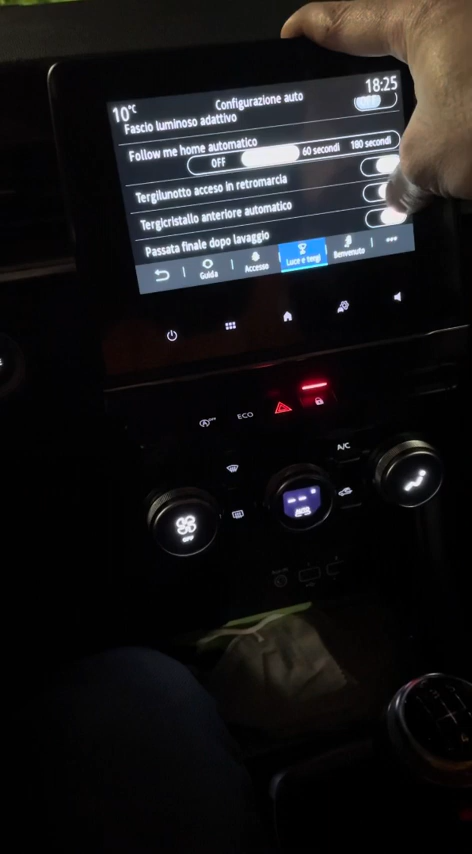 10°C
Configurazione auto
18:25
Fascio luminoso adattivo
Follow me home automatico
OFF
60 secondi
180 secondi
Tergilunotto acceso in retromarcia
Tergicristallo anteriore automatico
Passata finale dopo lavaggio
Guida
Accesso
Luce e tergi
Benvenuto
ECO
A/C
AUTO
OFF